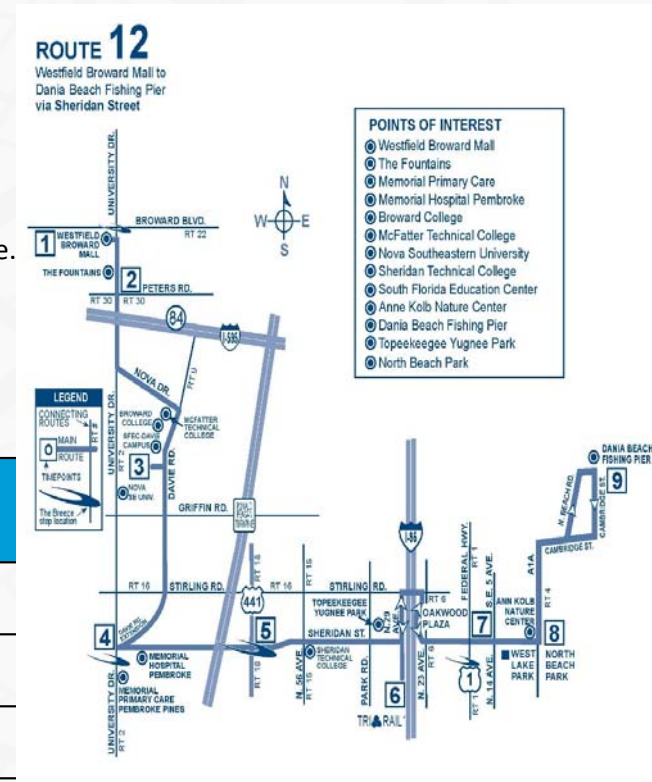 ROUTE 12
Westfield Broward Mall to
Dania Beach Fishing Pier
via Sheridan Street
POINTS OF INTEREST
Westfield Broward Mall
The Fountains
Memorial Primary Care
Memorial Hospital Pembroke
Broward College
McFatter Technical College
Nova Southeastern University
Sheridan Technical College
South Florida Education Center
Anne Kolb Nature Center
Dania Beach Fishing Pier
Topeekeegee Yugnee Park
North Beach Park
UNIVERSITY DR.
N
W E
S
BROWARD BLVD.
RT 22
1
WESTFIELD
BROWARD
MALL
e.
THE FOUNTAINS
2
PETERS RD.
RT 30 RT 30
84
I-595
NOVA DR.
RT 9
LEGEND
CONNECTING
ROUTES
MAIN
ROUTE
TIMEPOINTS
The Breeze
stop location
UNIVERSITY DR.
RT 2
BROWARD
COLLEGE
MCFATTER
TECHNICAL
COLLEGE
SFEC-DAVIE
CAMPUS
3
DAVIE RD.
NOVA
SE UNIV.
GRIFFIN RD.
DANIA BEACH
FISHING PIER
9
N. BEACH RD.
CAMBRIDGE ST.
CAMBRIDGE ST.
I-95
RT 16
STIRLING RD.
441
RT 18
RT 16
RT 15
STIRLING RD.
RT 6
FEDERAL HWY.
RT 1
S.E. 5 AVE.
A1A
RT 4
TOPEEKEEGEE
YUGNEE PARK
N. 29
AVE
OAKWOOD
PLAZA
7
ANN KOLB
NATURE
CENTER
8
4
DAVIE RD.
EXTENSION
5
SHERIDAN ST.
MEMORIAL
HOSPITAL
PEMBROKE
MEMORIAL
PRIMARY CARE
PEMBROKE PINES
UNIVERSITY DR.
RT 2
RT 18
N. 56 AVE.
RT 15
SHERIDAN
TECHNICAL
COLLEGE
PARK RD.
6
TRI RAIL
N. 23 AVE.
RT 6
1
RT 1
N. 14 AVE.
WEST
LAKE
PARK
NORTH
BEACH
PARK